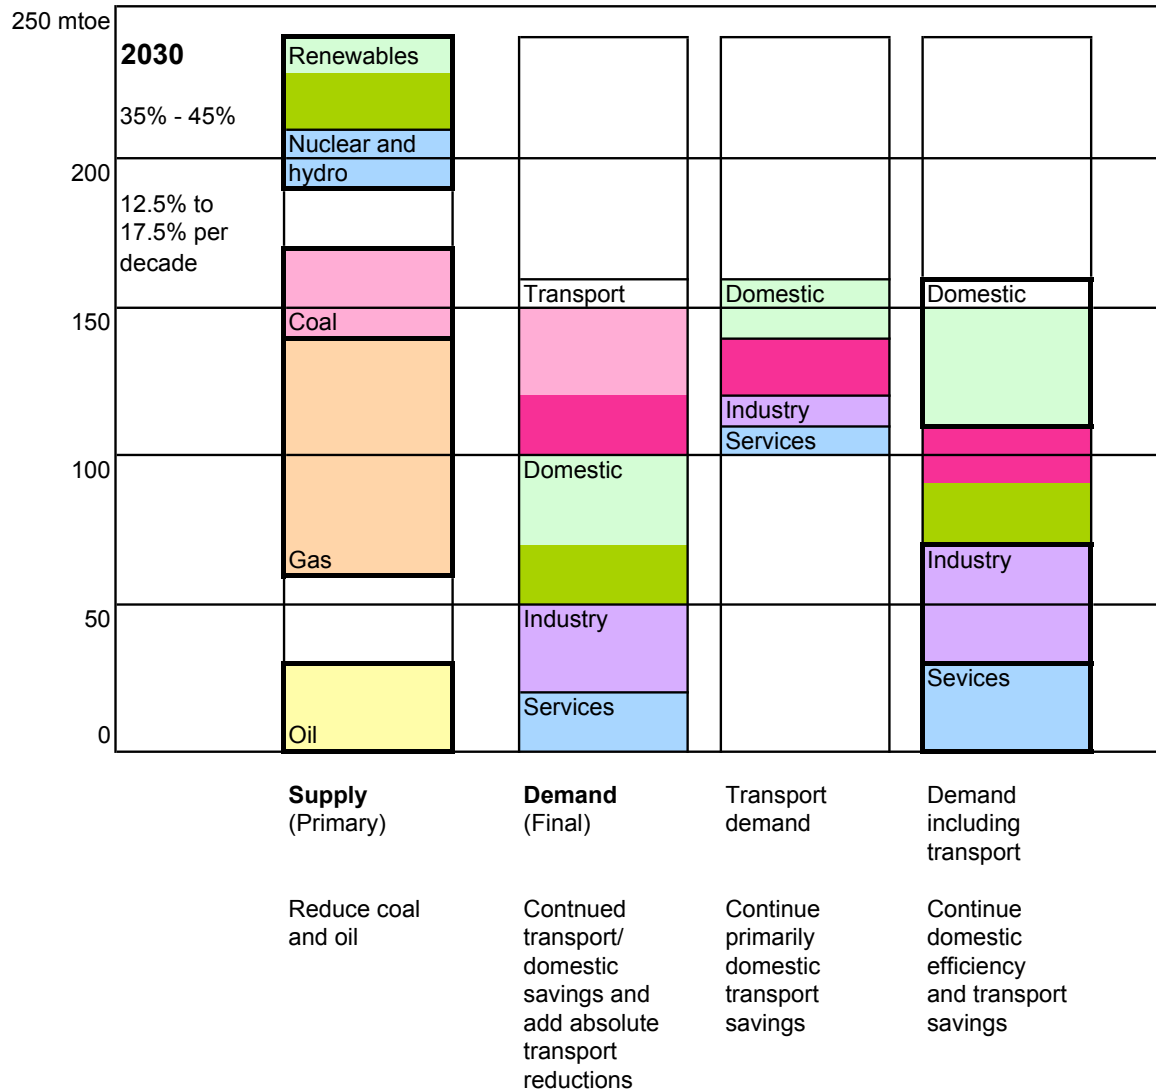 250 mtoe
2030
35% - 45%
200
12.5% to
17.5% per
decade
150
100
50
0
Renewables
Nuclear and
hydro
Coal
Gas
Oil
Transport
Domestic
Industry
Services
Domestic
Industry
Services
Domestic
Industry
Sevices
Supply
(Primary)
Reduce coal
and oil
Demand
(Final)
Contnued
transport/
domestic
savings and
add absolute
transport
reductions
Transport
demand
Continue
primarily
domestic
transport
savings
Demand
including
transport
Continue
domestic
efficiency
and transport
savings